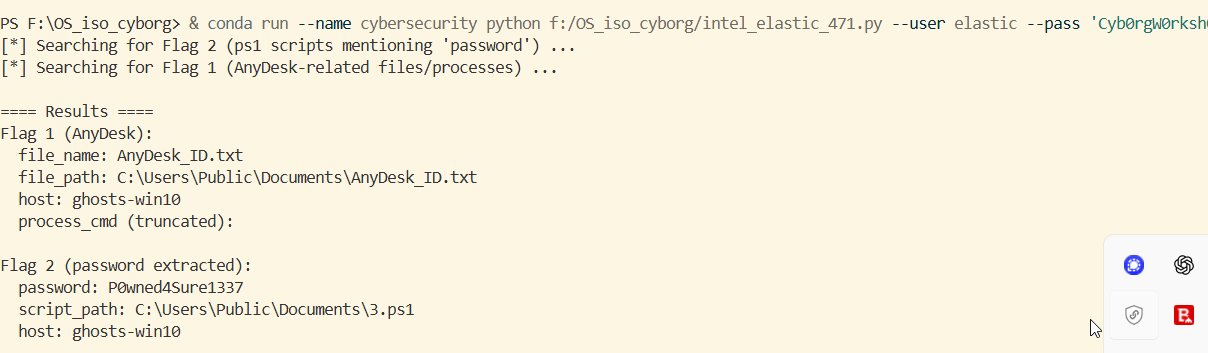 PS F:\OS_iso_cyborg> & conda run --name cybersecurity python f:/OS_iso_cyborg/intel_elastic_471.py --user elastic --pass 'Cyb0rgW0rksh
[*] Searching for Flag 2 (ps1 scripts mentioning 'password') ...
[*] Searching for Flag 1 (AnyDesk-related files/processes) ...
==== Results ====
Flag 1 (AnyDesk):
file_name: AnyDesk_ID.txt
file_path: C:\Users\Public\Documents\AnyDesk_ID.txt
host: ghosts-win10
process_cmd (truncated):
Flag 2 (password extracted):
password: P0wned4Sure1337
script_path: C:\Users\Public\Documents\3.ps1
host: ghosts-win10